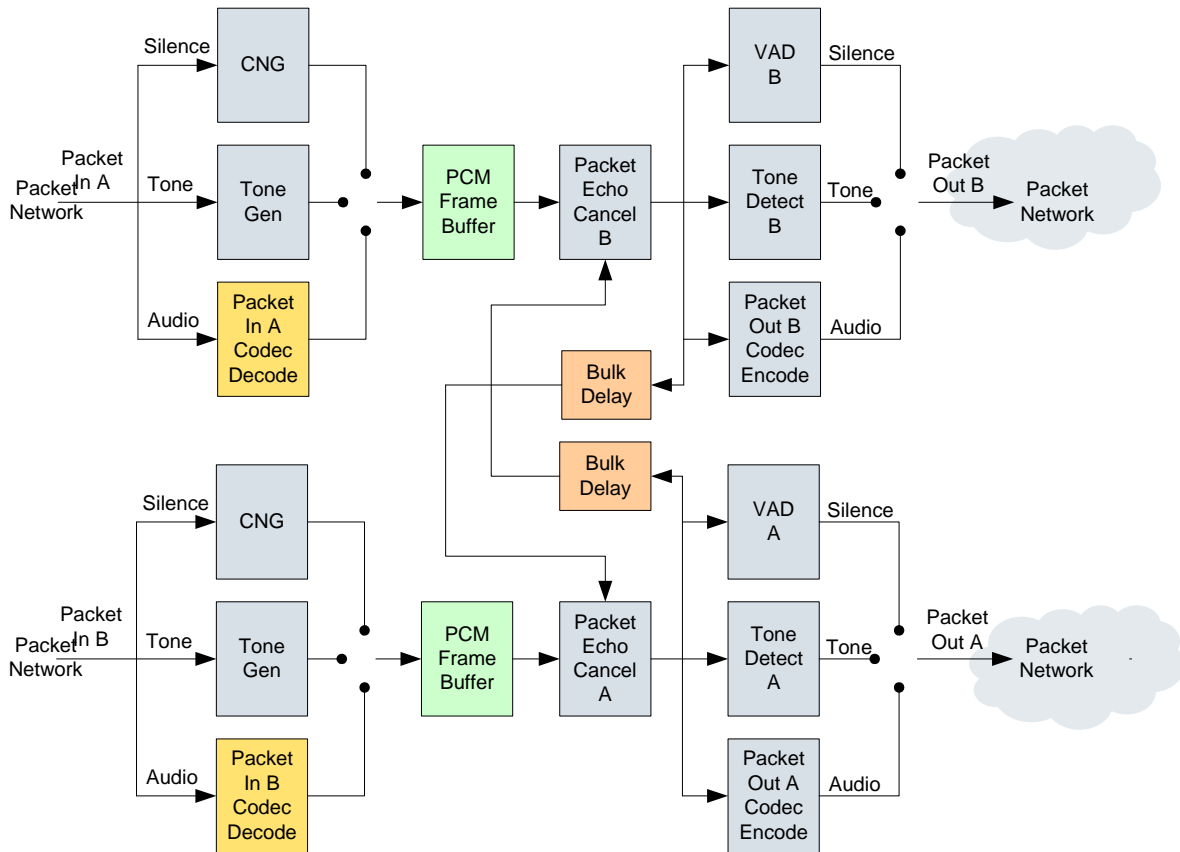 Silence
CNG
Packet
In A
Packet
Network
Tone
Tone
Gen
Audio
Packet
In A
Codec
Decode
PCM
Frame
Buffer
Packet
Echo
Cancel
B
VAD
B
Silence
Tone
Detect
B
Tone
Packet
Out B
Codec
Encode
Audio
Packet
Out B
Packet
Network
Bulk
Delay
Bulk
Delay
Silence
CNG
Packet
In B
Packet
Network
Tone
Tone
Gen
Audio
Packet
In B
Codec
Decode
PCM
Frame
Buffer
Packet
Echo
Cancel
A
VAD
A
Silence
Tone
Detect
A
Tone
Packet
Out A
Codec
Encode
Audio
Packet
Out A
Packet
Network